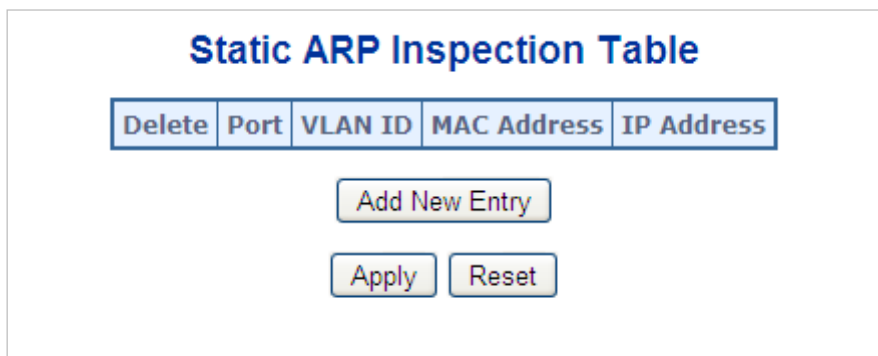 Static ARP Inspection Table
Delete Port VLAN ID MAC Address IP Address
Add New Entry
Apply Reset